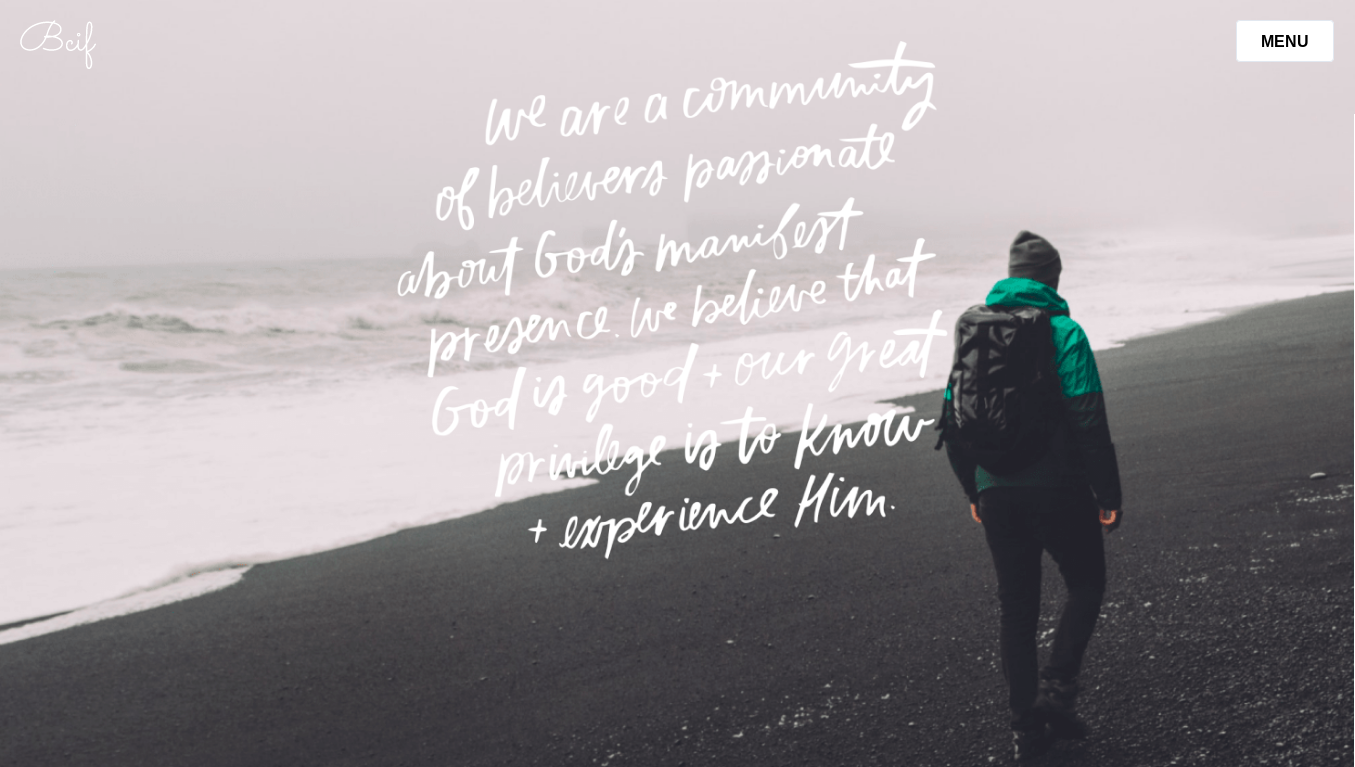 Bcif
MENU
We are a community
of believers passionate
about God's manifest
presence. We believe that
God is good + our great
privilege is to know
+ experience Him.